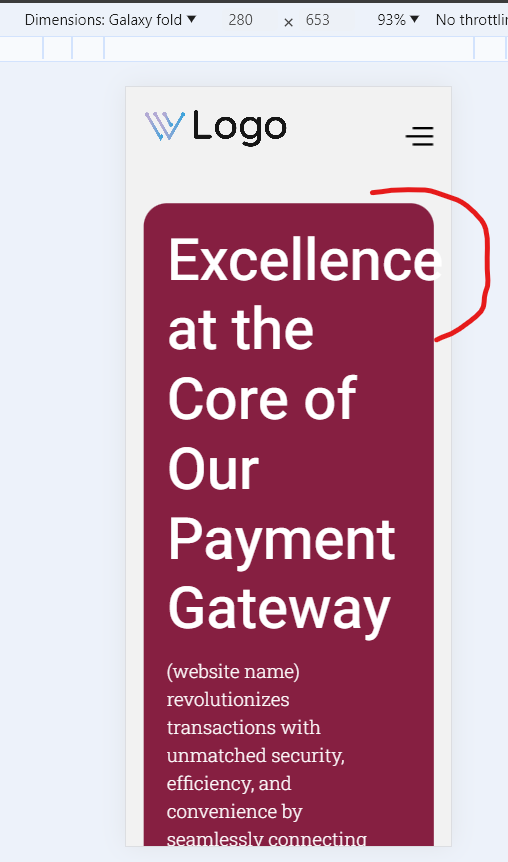 Dimensions: Galaxy fold ▼ 280 × 653 93% ▼ No throttlin
Logo
Excellence
at the
Core of
Our
Payment
Gateway
(website name)
revolutionizes
transactions with
unmatched security,
efficiency, and
convenience by
seamlessly connecting